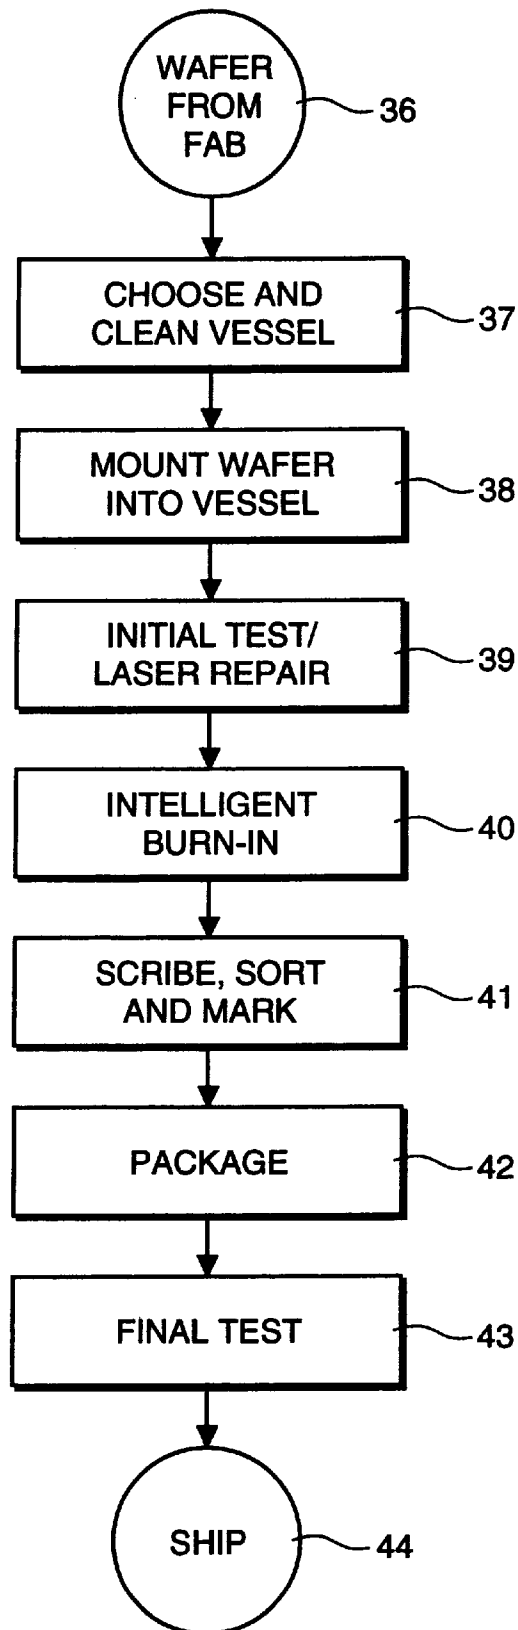 WAFER
FROM
FAB
36
CHOOSE AND
CLEAN VESSEL
37
MOUNT WAFER
INTO VESSEL
38
INITIAL TEST/
LASER REPAIR
39
INTELLIGENT
BURN-IN
40
SCRIBE, SORT
AND MARK
41
PACKAGE
42
FINAL TEST
43
SHIP
44